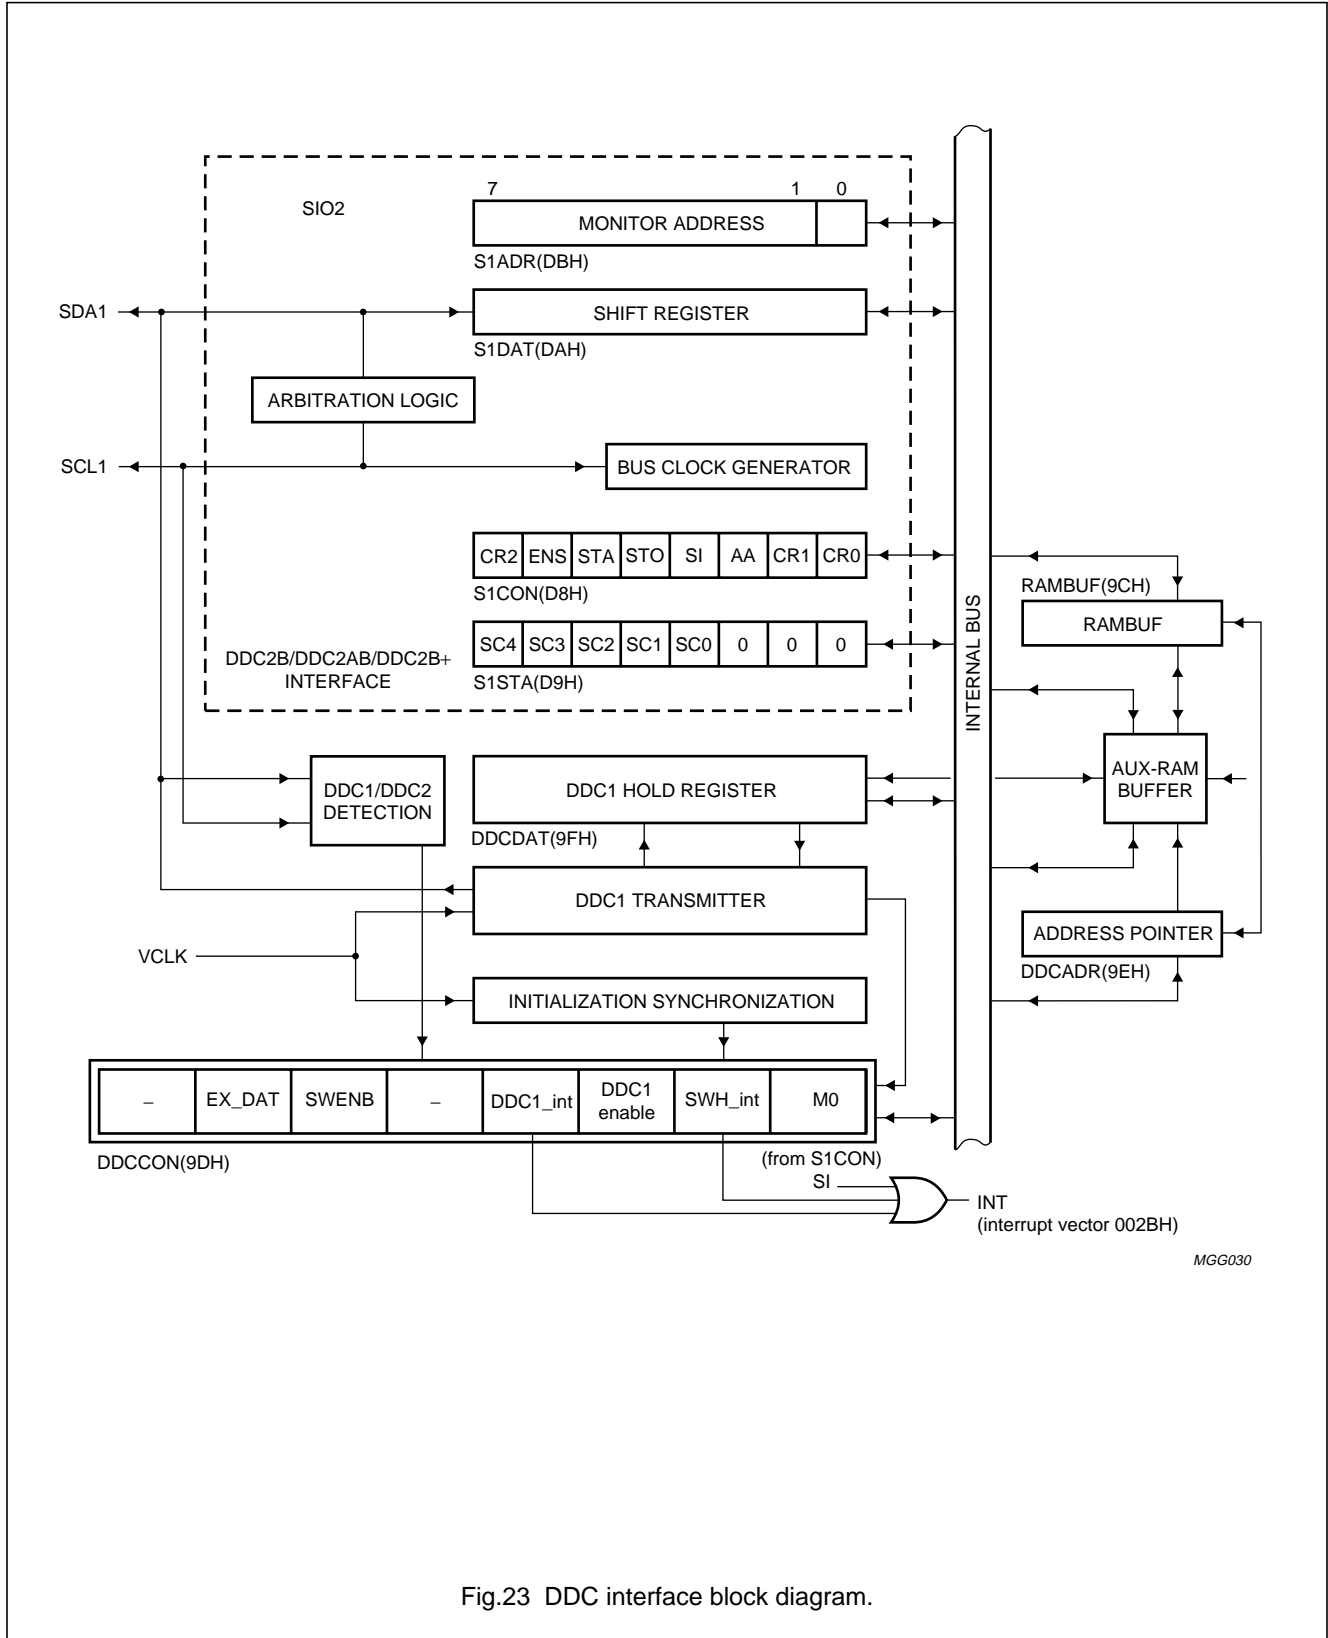 7 1 0
SIO2
MONITOR ADDRESS
S1ADR(DBH)
SDA1
SHIFT REGISTER
S1DAT(DAH)
ARBITRATION LOGIC
SCL1
BUS CLOCK GENERATOR
CR2 ENS STA STO SI AA CR1 CR0
S1CON(D8H)
SC4 SC3 SC2 SC1 SC0 0 0 0
S1STA(D9H)
DDC2B/DDC2AB/DDC2B+
INTERFACE
INTERNAL BUS
RAMBUF(9CH)
RAMBUF
AUX-RAM
BUFFER
ADDRESS POINTER
DDCADR(9EH)
DDC1/DDC2
DETECTION
DDC1 HOLD REGISTER
DDCDAT(9FH)
DDC1 TRANSMITTER
VCLK
INITIALIZATION SYNCHRONIZATION
– EX_DAT SWENB – DDC1_int DDC1 enable SWH_int M0
DDCCON(9DH)
(from S1CON)
SI
INT
(interrupt vector 002BH)
MGG030
Fig.23 DDC interface block diagram.